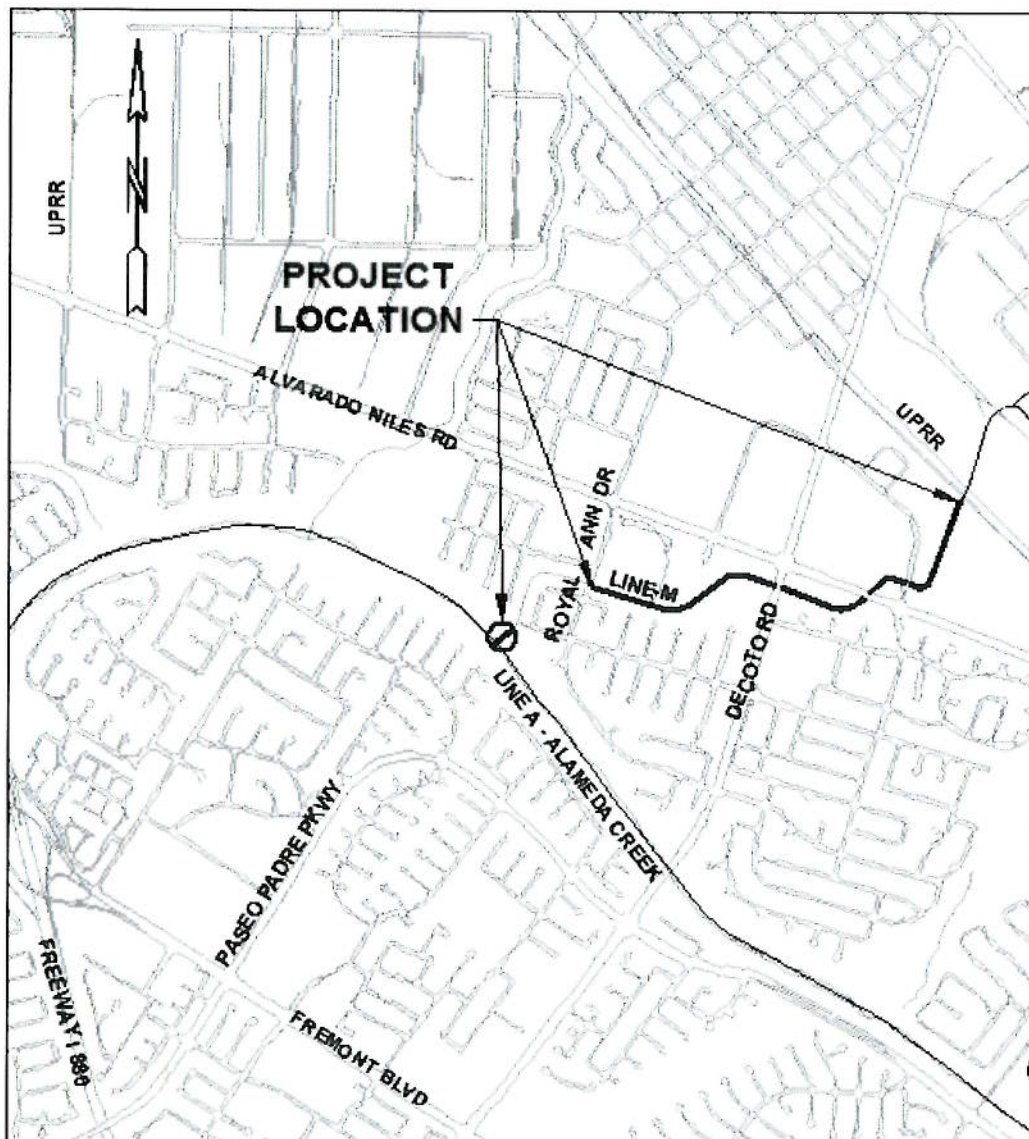 N
UPRR
PROJECT
LOCATION
ALVARADO NILES RD
UPRR
ROYAL ANN DR
LINE-M
DECOTO RD
LINE A - ALAMEDA CREEK
PASEO PADRE PKWY
FREEWAY I 880
FREMONT BLVD